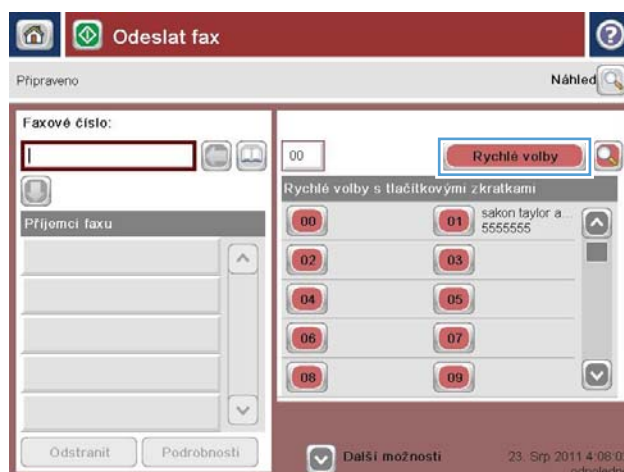 Odeslat fax
Připraveno
Náhled
Faxové číslo:
00
Rychlé volby
Rychlé volby s tlačítkovými zkratkami
Příjemci faxu
00
01
sakon taylor a...
5555555
02
03
04
05
06
07
08
09
Odstranit
Podrobnosti
Další možnosti
23. Srp 2011 4:08:0
odpoledn